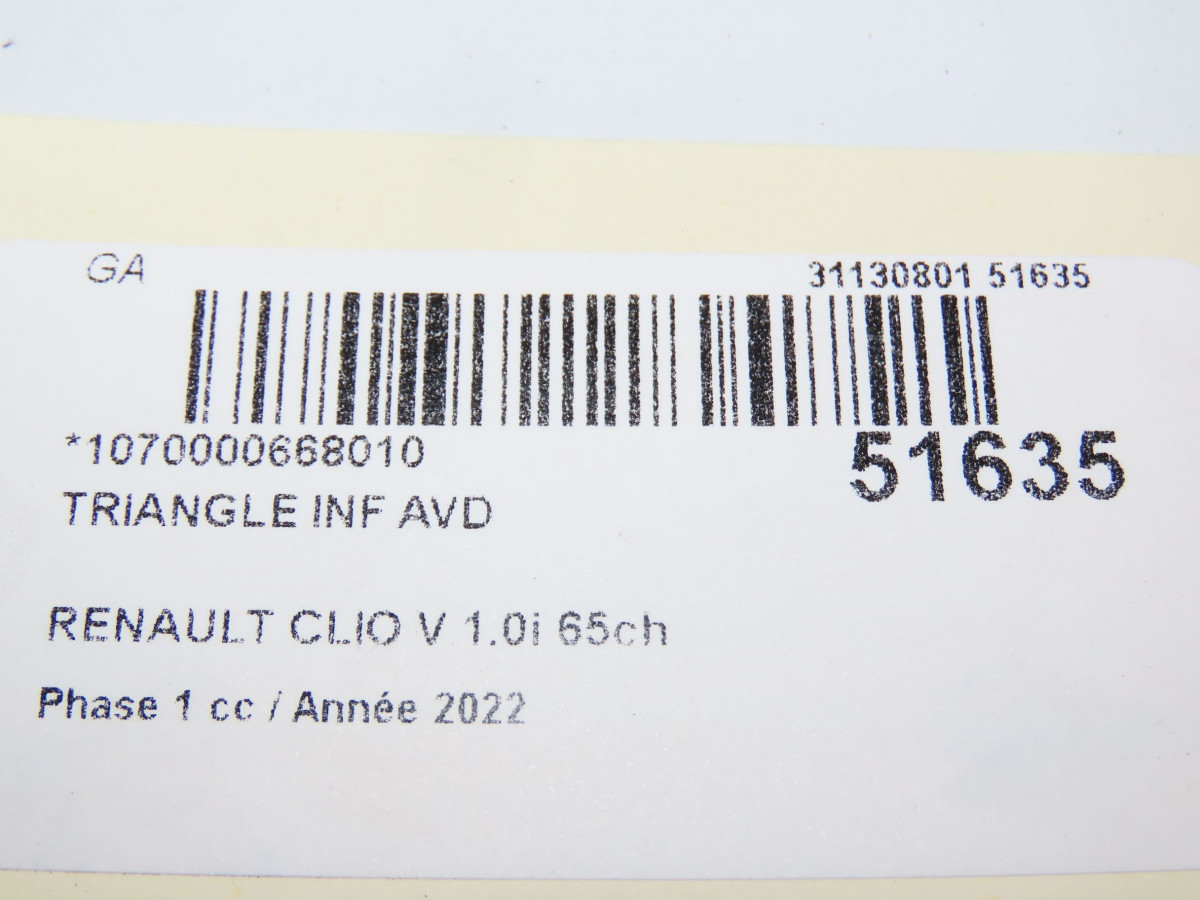 GA
31130801 51635
*1070000668010
51635
TRIANGLE INF AVD
RENAULT CLIO V 1.0i 65ch
Phase 1 cc / Année 2022